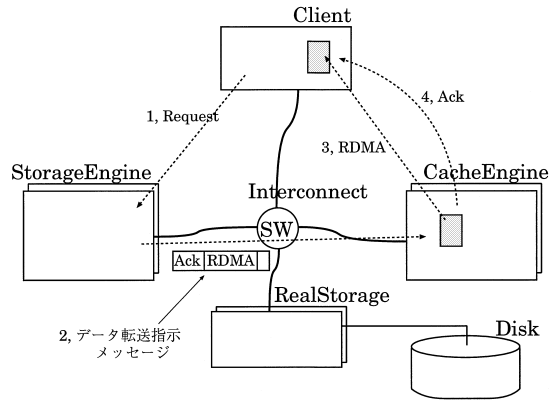 Client
1, Request
4, Ack
3, RDMA
StorageEngine
CacheEngine
Interconnect
SW
Ack RDMA
RealStorage
2, データ転送指示
メッセージ
Disk